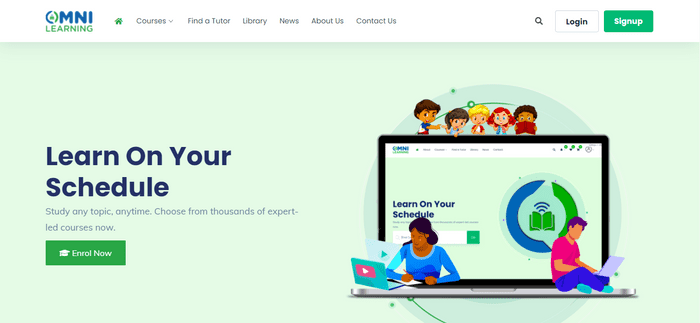 OMNI
LEARNING
Courses
Find a Tutor
Library
News
About Us
Contact Us
Login
Signup
Learn On Your
Schedule
Study any topic, anytime. Choose from thousands of expert-
led courses now.
Enrol Now
OMNI
LEARNING
Learn On Your
Schedule